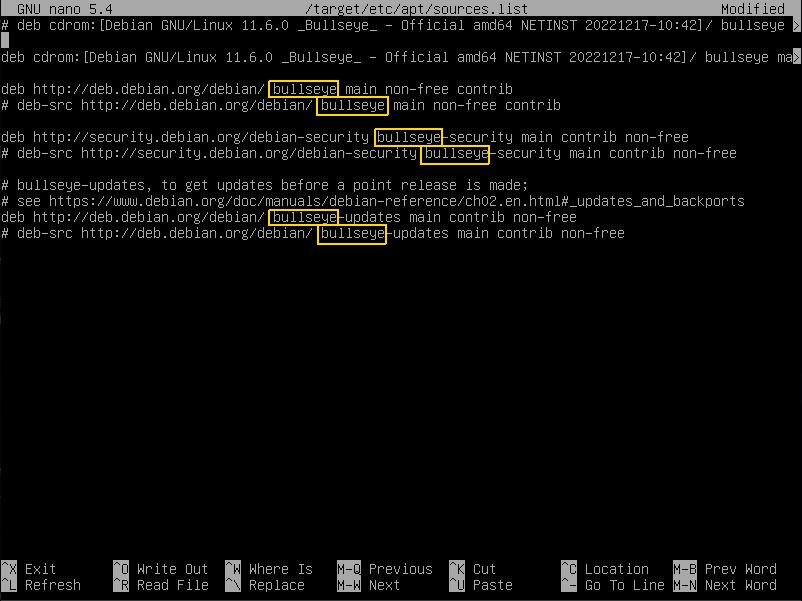 GNU nano 5.4 /target/etc/apt/sources.list Modified
# deb cdrom:[Debian GNU/Linux 11.6.0 _Bullseye_ - Official amd64 NETINST 20221217-10:42]/ bullseye >
deb cdrom:[Debian GNU/Linux 11.6.0 _Bullseye_ - Official amd64 NETINST 20221217-10:42]/ bullseye ma>
deb http://deb.debian.org/debian/ bullseye main non-free contrib
# deb-src http://deb.debian.org/debian/ bullseye main non-free contrib
deb http://security.debian.org/debian-security bullseye-security main contrib non-free
# deb-src http://security.debian.org/debian-security bullseye-security main contrib non-free
# bullseye-updates, to get updates before a point release is made;
# see https://www.debian.org/doc/manuals/debian-reference/ch02.en.html#_updates_and_backports
deb http://deb.debian.org/debian/ bullseye-updates main contrib non-free
# deb-src http://deb.debian.org/debian/ bullseye-updates main contrib non-free
^X Exit ^O Write Out ^W Where Is M-Q Previous ^K Cut ^C Location M-B Prev Word
^L Refresh ^R Read File ^\ Replace M-W Next ^U Paste ^_ Go To Line M-N Next Word